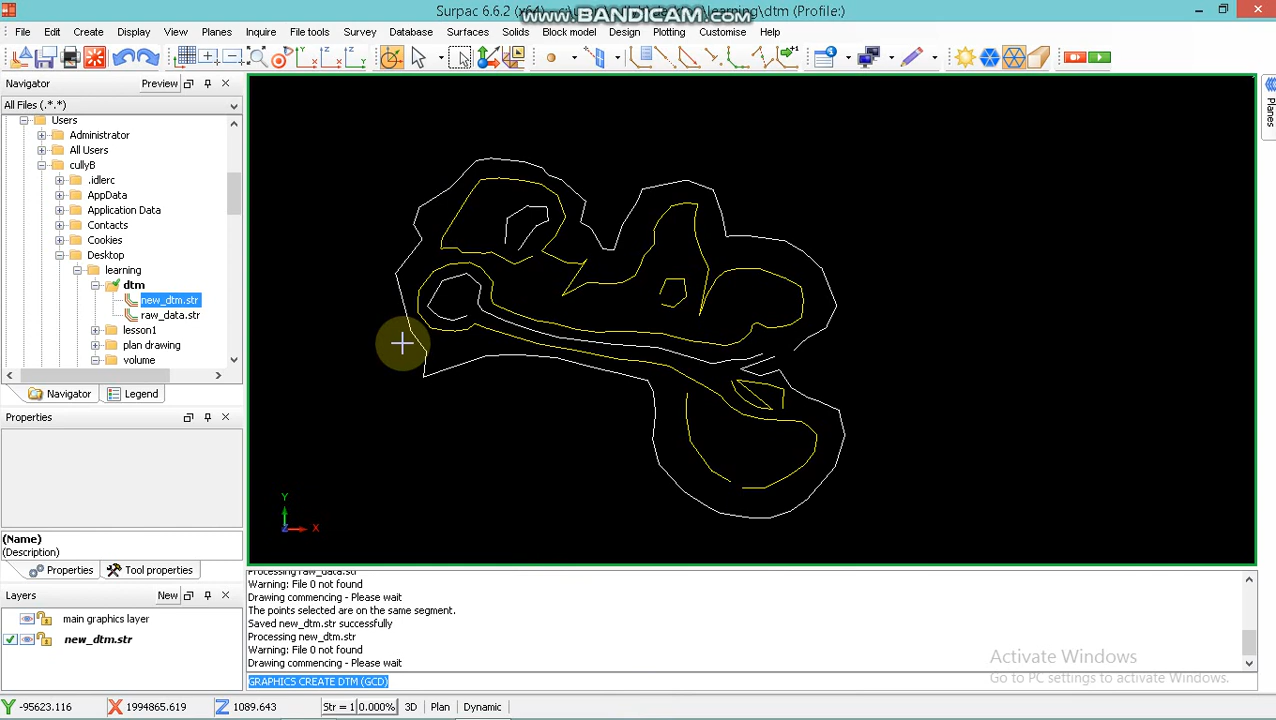 Surpac 6.6.2 (x64)
learning\dtm (Profile:)
www.BANDICAM.com
File Edit Create Display View Planes Inquire File tools Survey Database Surfaces Solids Block model Design Plotting Customise Help
Navigator Preview
All Files (*.*)
Users
Administrator
All Users
cullyB
.idlerc
AppData
Application Data
Contacts
Cookies
Desktop
learning
dtm
new_dtm.str
raw_data.str
lesson1
plan drawing
volume
Navigator Legend
Properties
(Name)
(Description)
Properties Tool properties
Layers New
main graphics layer
new_dtm.str
Planes
Y
Z X
Processing raw_data.str
Warning: File 0 not found
Drawing commencing - Please wait
The points selected are on the same segment.
Saved new_dtm.str successfully
Processing new_dtm.str
Warning: File 0 not found
Drawing commencing - Please wait
GRAPHICS CREATE DTM (GCD)
Activate Windows
Go to PC settings to activate Windows.
Y -95623.116 X 1994865.619 Z 1089.643 Str = 1 0.000% 3D Plan Dynamic